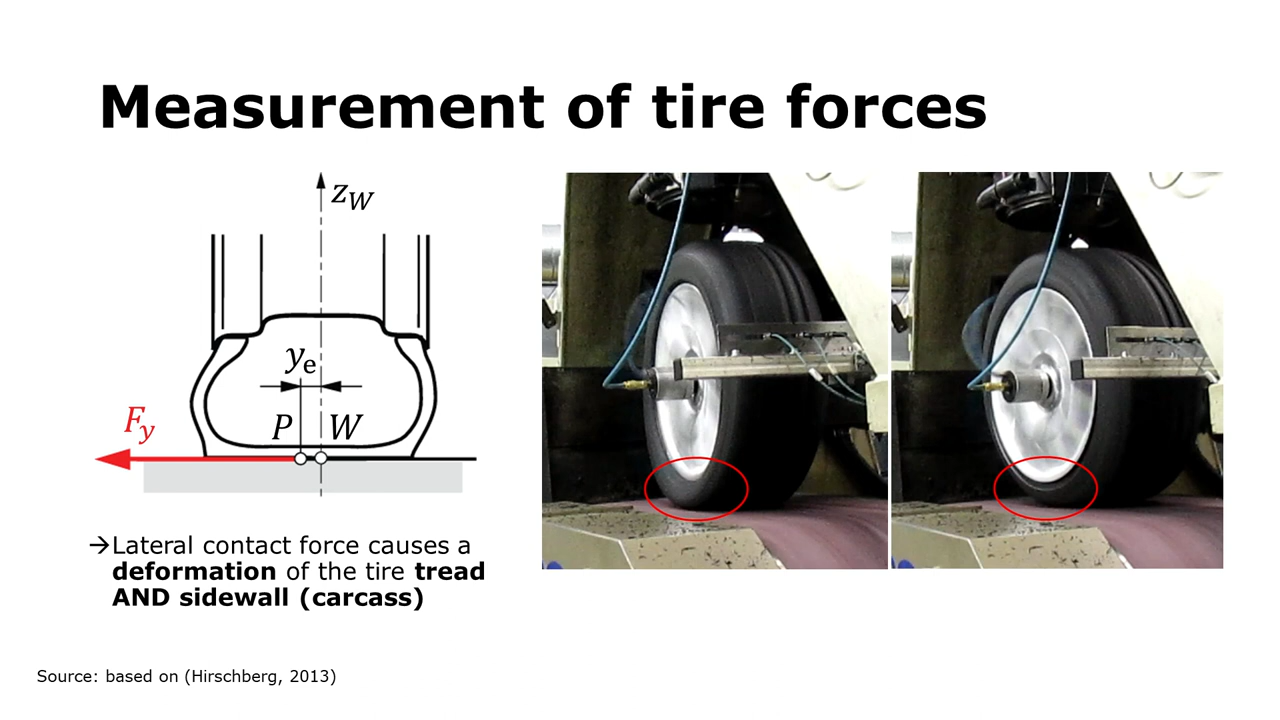 Measurement of tire forces
z_W
y_e
F_y
P W
→Lateral contact force causes a
deformation of the tire tread
AND sidewall (carcass)
Source: based on (Hirschberg, 2013)